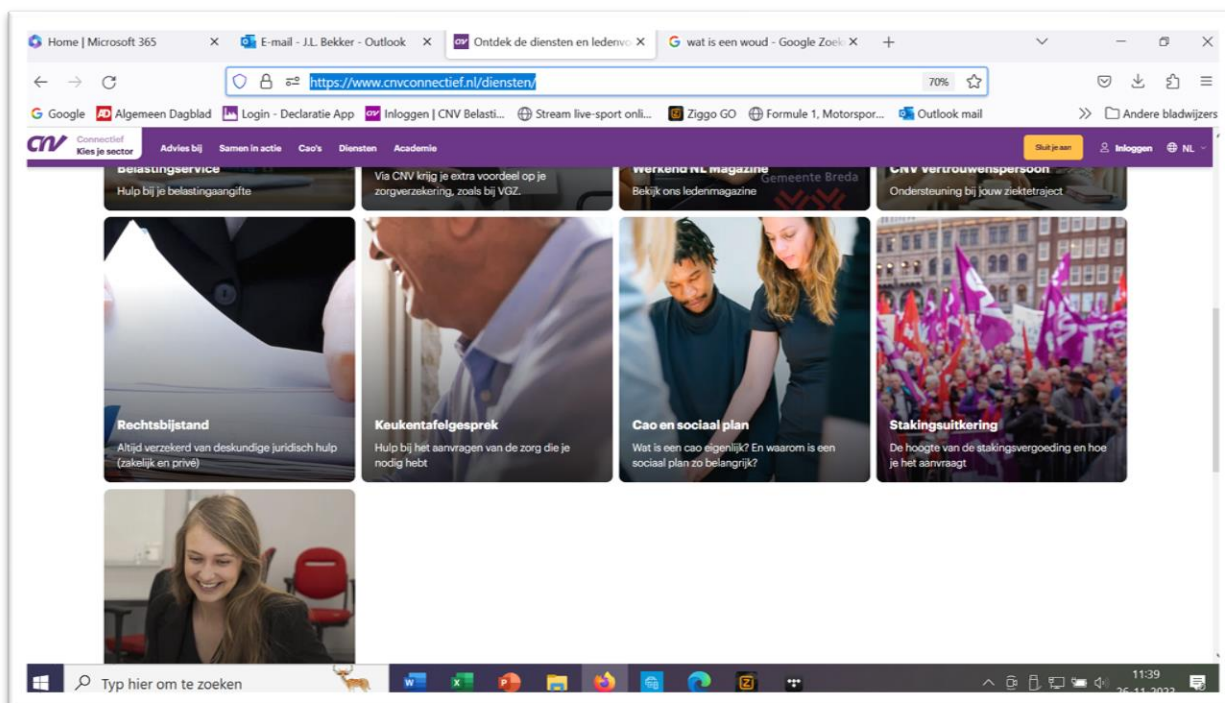 Home | Microsoft 365
E-mail - J.L. Bekker - Outlook
Ontdek de diensten en ledenvo
wat is een woud - Google Zoek
https://www.cnvconnectief.nl/diensten/
70%
Google
Algemeen Dagblad
Login - Declaratie App
Inloggen | CNV Belasti...
Stream live-sport onli...
Ziggo GO
Formule 1, Motorspor...
Outlook mail
Andere bladwijzers
CNV
Connectief
Kies je sector
Advies bij
Samen in actie
Cao's
Diensten
Academie
Sluit je aan
Inloggen
NL
Belastingservice
Hulp bij je belastingaangifte
Via CNV krijg je extra voordeel op je
zorgverzekering, zoals bij VGZ.
Werkend NL Magazine
Bekijk ons ledenmagazine
Gemeente Breda
CNV Vertrouwenspersoon
Ondersteuning bij jouw ziektetraject
Rechtsbijstand
Altijd verzekerd van deskundige juridisch hulp
(zakelijk en privé)
Keukentafelgesprek
Hulp bij het aanvragen van de zorg die je
nodig hebt
Cao en sociaal plan
Wat is een cao eigenlijk? En waarom is een
sociaal plan zo belangrijk?
Stakingsuitkering
De hoogte van de stakingsvergoeding en hoe
je het aanvraagt
Typ hier om te zoeken
11:39
26-11-2023